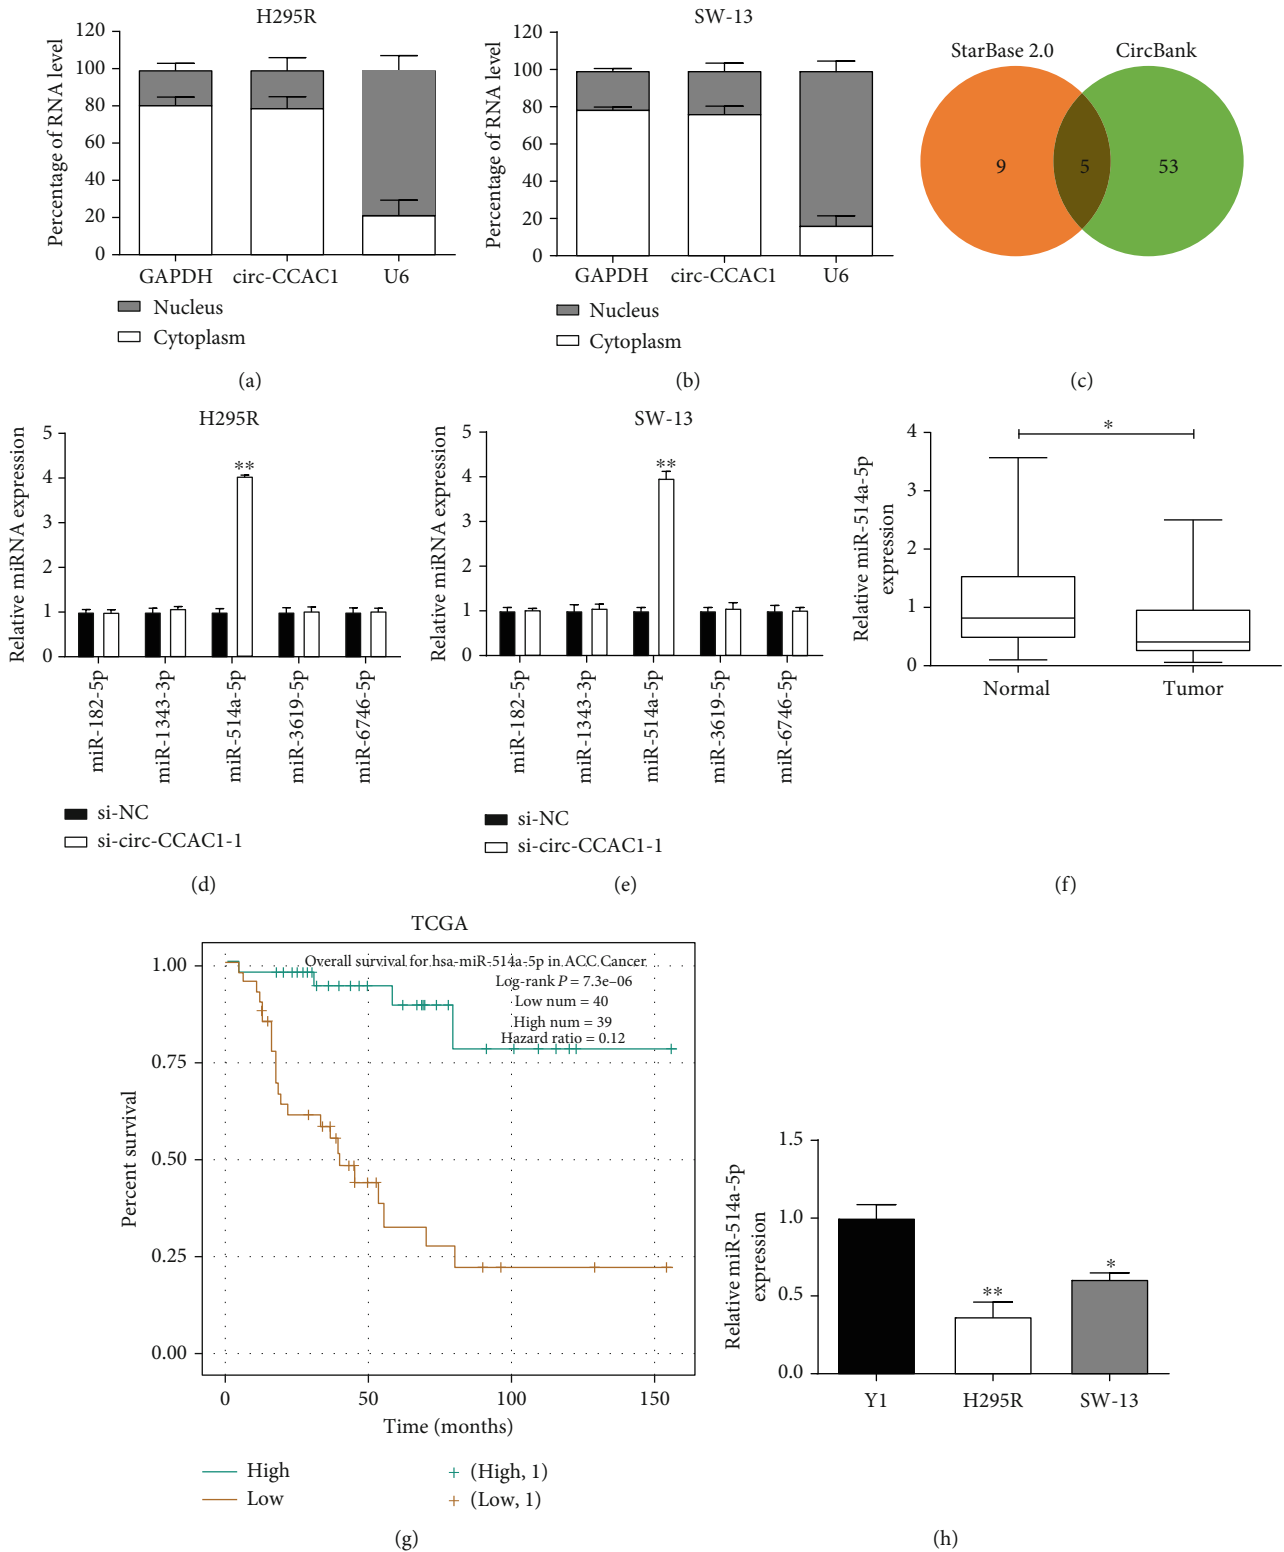 H295R
Percentage of RNA level
120
100
80
60
40
20
0
GAPDH circ-CCAC1 U6
Nucleus
Cytoplasm
(a)
SW-13
Percentage of RNA level
120
100
80
60
40
20
0
GAPDH circ-CCAC1 U6
Nucleus
Cytoplasm
(b)
StarBase 2.0 CircBank
9 5 53
(c)
H295R
Relative miRNA expression
5
4
3
2
1
0
**
miR-182-5p
miR-1343-3p
miR-514a-5p
miR-3619-5p
miR-6746-5p
si-NC
si-circ-CCAC1-1
(d)
SW-13
Relative miRNA expression
5
4
3
2
1
0
**
miR-182-5p
miR-1343-3p
miR-514a-5p
miR-3619-5p
miR-6746-5p
si-NC
si-circ-CCAC1-1
(e)
Relative miR-514a-5p
expression
4
3
2
1
0
*
Normal Tumor
(f)
TCGA
Percent survival
1.00
0.75
0.50
0.25
0.00
Overall survival for hsa-miR-514a-5p in ACC Cancer
Log-rank P = 7.3e–06
Low num = 40
High num = 39
Hazard ratio = 0.12
0 50 100 150
Time (months)
High + (High, 1)
Low + (Low, 1)
(g)
Relative miR-514a-5p
expression
1.5
1.0
0.5
0.0
**
*
Y1 H295R SW-13
(h)